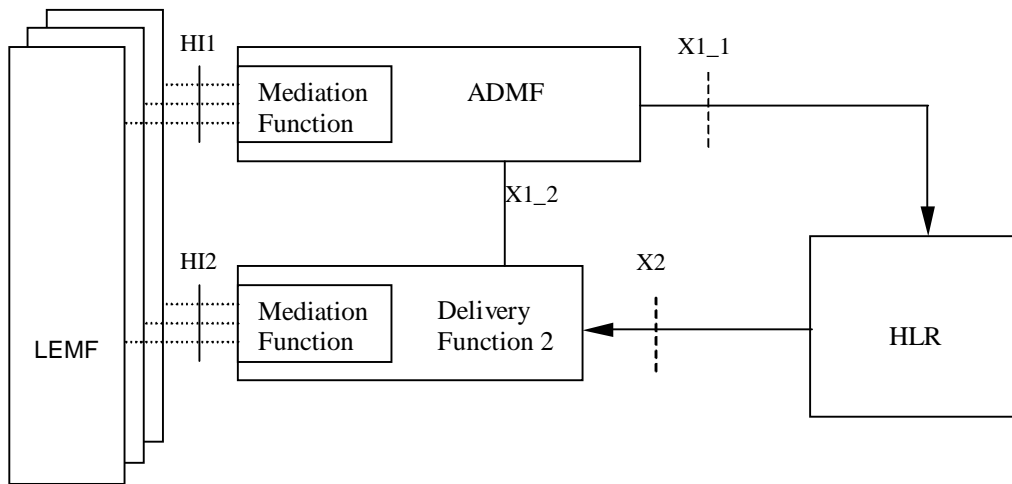 HI1
X1_1
Mediation
Function
ADMF
X1_2
HI2
X2
Mediation
Function
Delivery
Function 2
LEMF
HLR